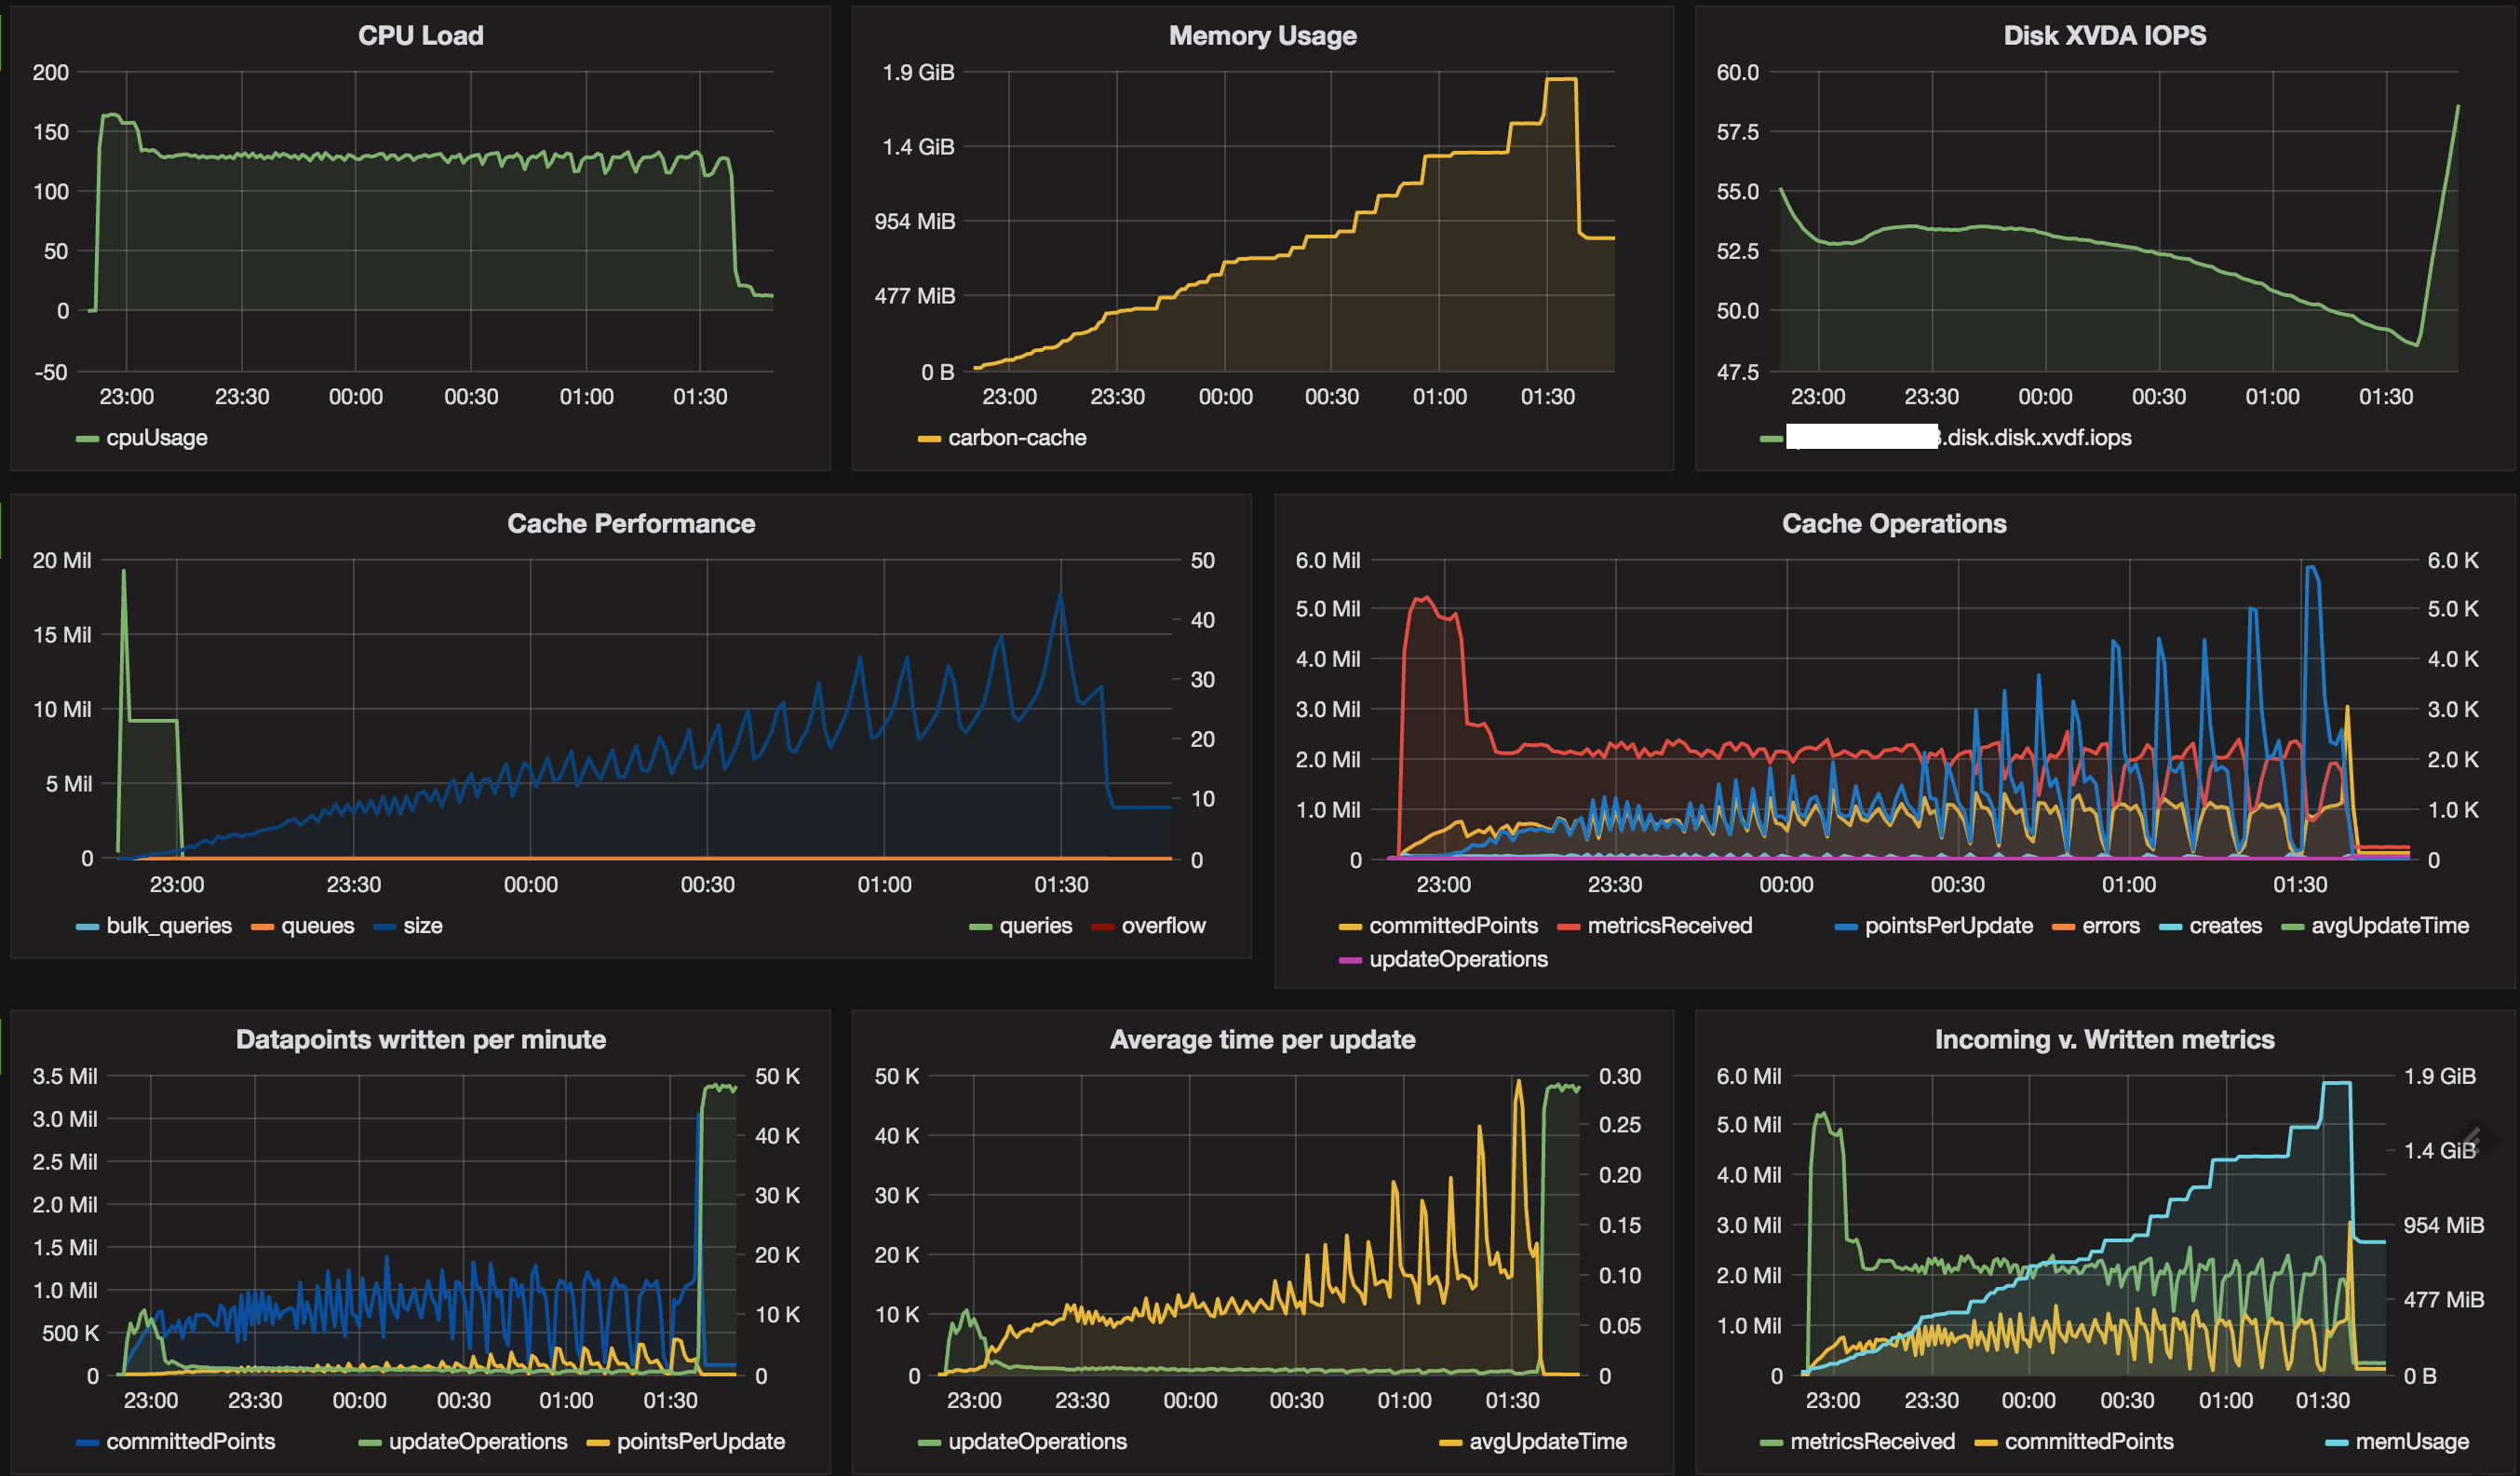 CPU Load
200
150
100
50
0
-50
23:00 23:30 00:00 00:30 01:00 01:30
cpuUsage
Memory Usage
1.9 GiB
1.4 GiB
954 MiB
477 MiB
0 B
23:00 23:30 00:00 00:30 01:00 01:30
carbon-cache
Disk XVDA IOPS
60.0
57.5
55.0
52.5
50.0
47.5
23:00 23:30 00:00 00:30 01:00 01:30
.disk.disk.xvdf.iops
Cache Performance
20 Mil 50
15 Mil 40
10 Mil 30
5 Mil 20
0 10
0
23:00 23:30 00:00 00:30 01:00 01:30
bulk_queries queues size queries overflow
Cache Operations
6.0 Mil 6.0 K
5.0 Mil 5.0 K
4.0 Mil 4.0 K
3.0 Mil 3.0 K
2.0 Mil 2.0 K
1.0 Mil 1.0 K
0 0
23:00 23:30 00:00 00:30 01:00 01:30
committedPoints metricsReceived pointsPerUpdate errors creates avgUpdateTime
updateOperations
Datapoints written per minute
3.5 Mil 50 K
3.0 Mil 40 K
2.5 Mil 30 K
2.0 Mil 20 K
1.5 Mil 10 K
1.0 Mil 0
500 K
0
23:00 23:30 00:00 00:30 01:00 01:30
committedPoints updateOperations pointsPerUpdate
Average time per update
50 K 0.30
40 K 0.25
30 K 0.20
20 K 0.15
10 K 0.10
0 0.05
0
23:00 23:30 00:00 00:30 01:00 01:30
updateOperations avgUpdateTime
Incoming v. Written metrics
6.0 Mil 1.9 GiB
5.0 Mil 1.4 GiB
4.0 Mil 954 MiB
3.0 Mil 477 MiB
2.0 Mil 0 B
1.0 Mil
0
23:00 23:30 00:00 00:30 01:00 01:30
metricsReceived committedPoints memUsage